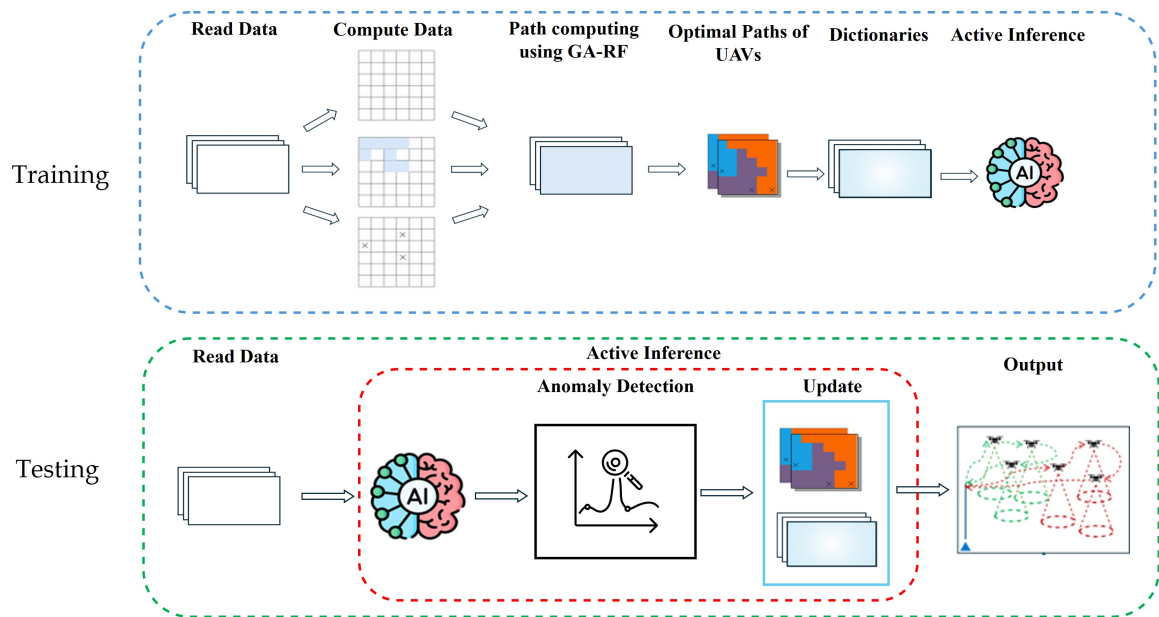 Read Data
Compute Data
Path computing
using GA-RF
Optimal Paths of
UAVs
Dictionaries
Active Inference
Training
AI
Read Data
Active Inference
Anomaly Detection
Update
Output
Testing
AI